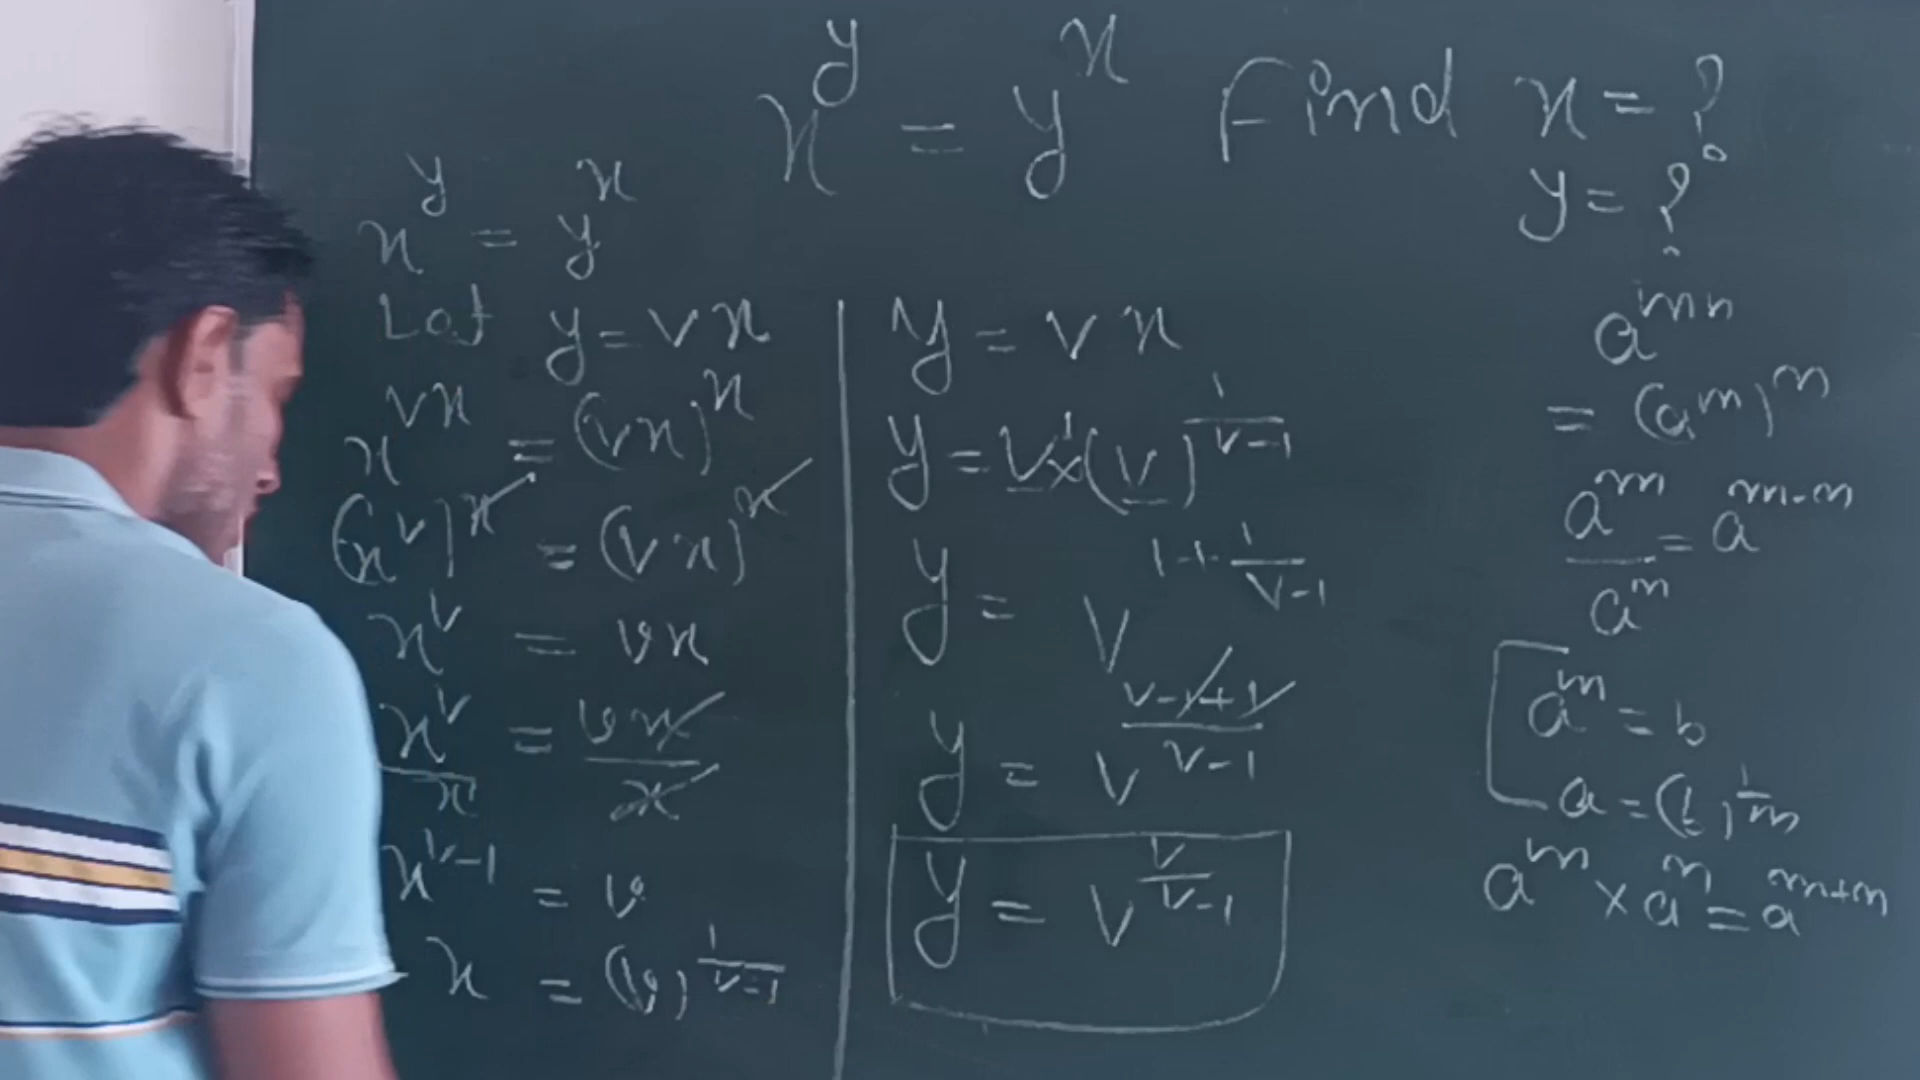 x^y = y^x Find x = ?
y = ?
x^y = y^x
Let y = vx
x^vx = (vx)^x
(x^v)^x = (vx)^x
x^v = vx
x^v/x = vx/x
x^v-1 = v
x = (v)^1/v-1
y = vx
y = v^1×(v)^1/v-1
y = v^1+1/v-1
y = v^v-1+1/v-1
y = v^v/v-1
a^mn
= (a^m)^n
a^m/a^n = a^m-n
a^m = b
a = (b)^1/m
a^m × a^n = a^m+n